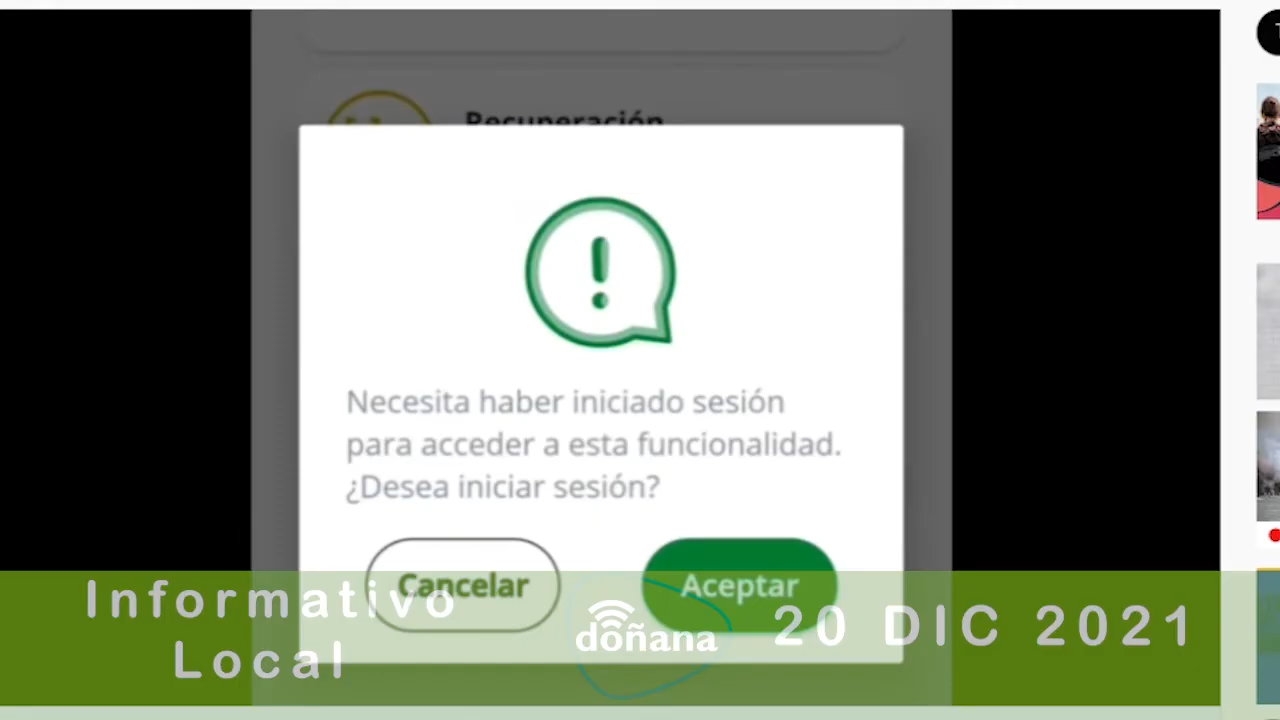 Recuperación
!
Necesita haber iniciado sesión
para acceder a esta funcionalidad.
¿Desea iniciar sesión?
Cancelar
Aceptar
Informativo
Local
doñana
20 DIC 2021